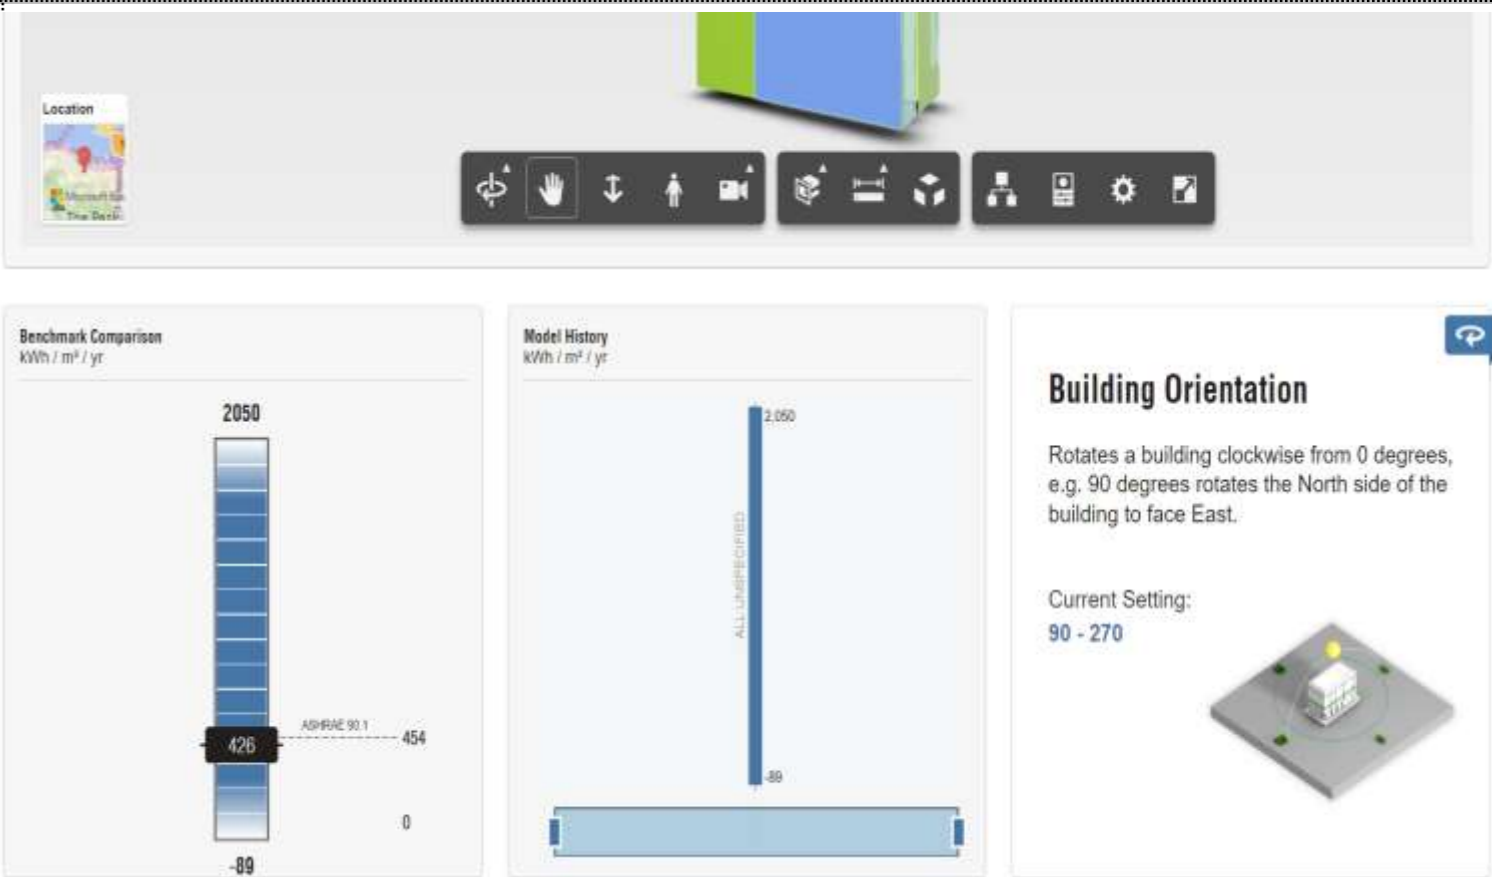 Location
Benchmark Comparison
kWh / m² / yr
2050
ASHRAE 90.1
454
426
0
-89
Model History
kWh / m² / yr
2,050
ALL UNSPECIFIED
-89
Building Orientation
Rotates a building clockwise from 0 degrees,
e.g. 90 degrees rotates the North side of the
building to face East.
Current Setting:
90 - 270